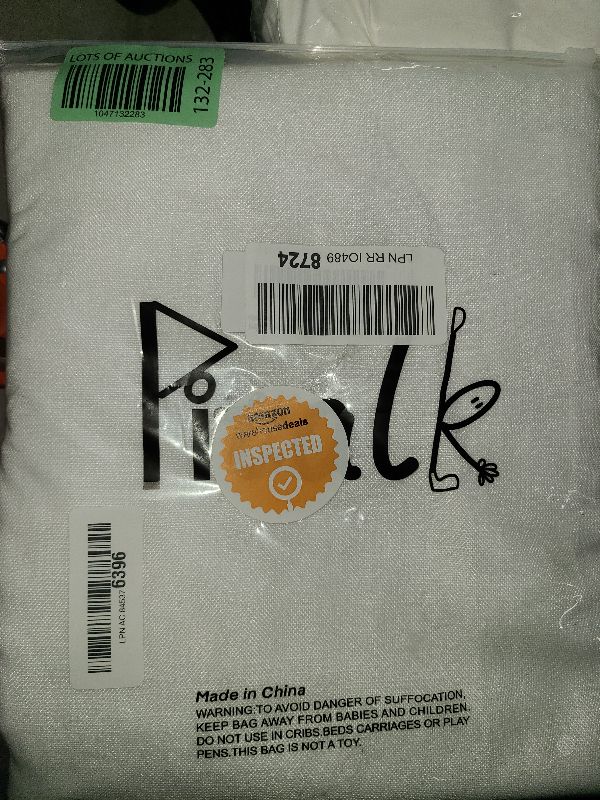 LOTS OF AUCTIONS
132-283
1047132283
LPN RR IO489 8724
amazon
warehousedeals
INSPECTED
LPN AC 84537 6396
Made in China
WARNING:TO AVOID DANGER OF SUFFOCATION,
KEEP BAG AWAY FROM BABIES AND CHILDREN.
DO NOT USE IN CRIBS.BEDS CARRIAGES OR PLAY
PENS.THIS BAG IS NOT A TOY.